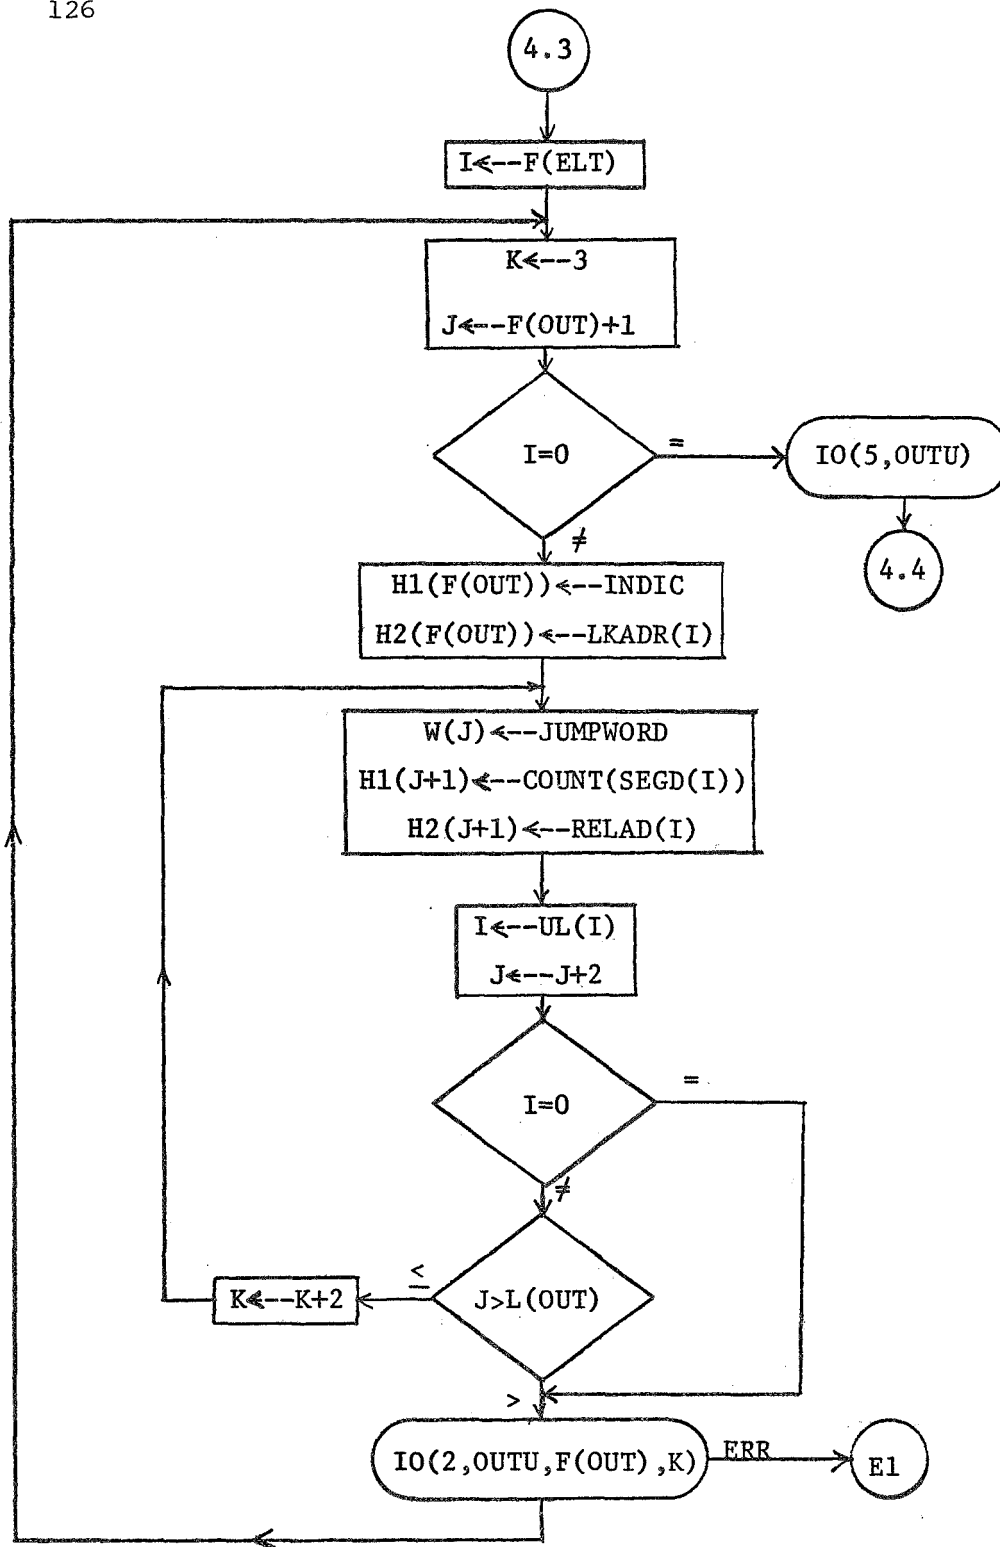 126
4.3
I<--F(ELT)
K<--3
J<--F(OUT)+1
I=0
=
IO(5,OUTU)
≠
4.4
H1(F(OUT))<--INDIC
H2(F(OUT))<--LKADR(I)
W(J)<--JUMPWORD
H1(J+1)<--COUNT(SEGD(I))
H2(J+1)<--RELAD(I)
I<--UL(I)
J<--J+2
=
I=0
≠
≤
K<--K+2
J>L(OUT)
>
IO(2,OUTU,F(OUT),K)
ERR
E1